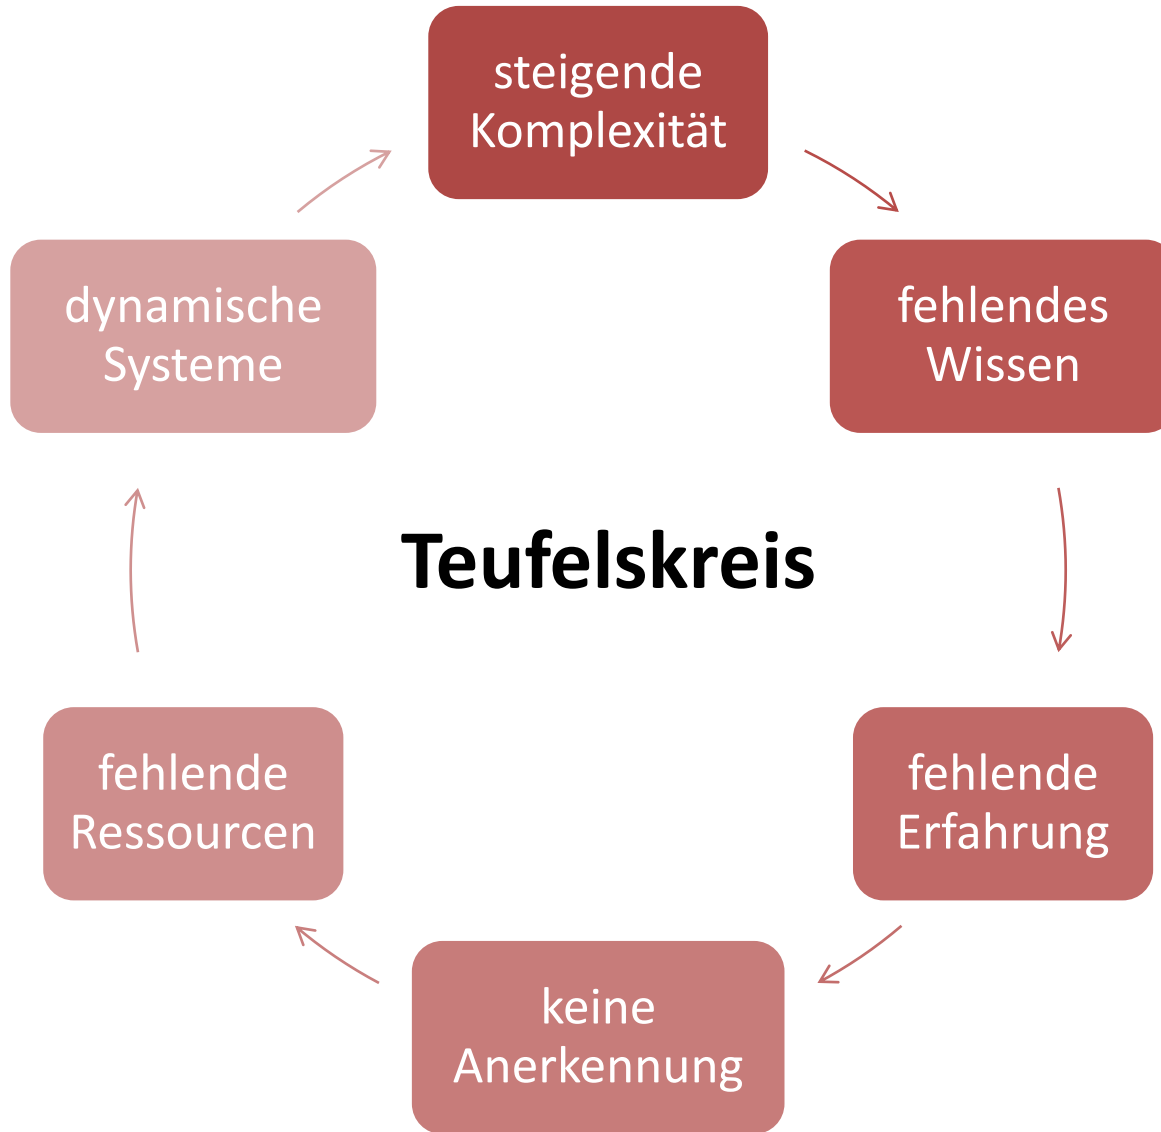 steigende
Komplexität
fehlendes
Wissen
fehlende
Erfahrung
keine
Anerkennung
fehlende
Ressourcen
dynamische
Systeme
Teufelskreis